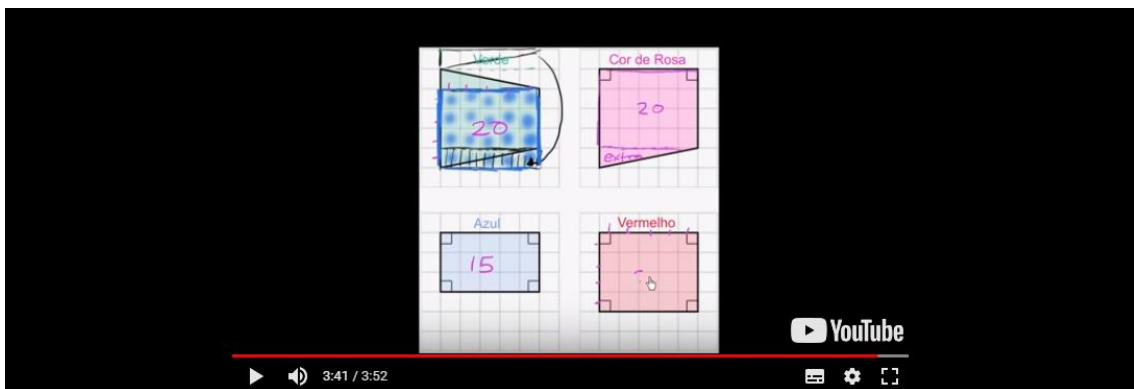 Verde
Cor de Rosa
20
20
extra
Azul
Vermelho
15
YouTube
3:41 / 3:52